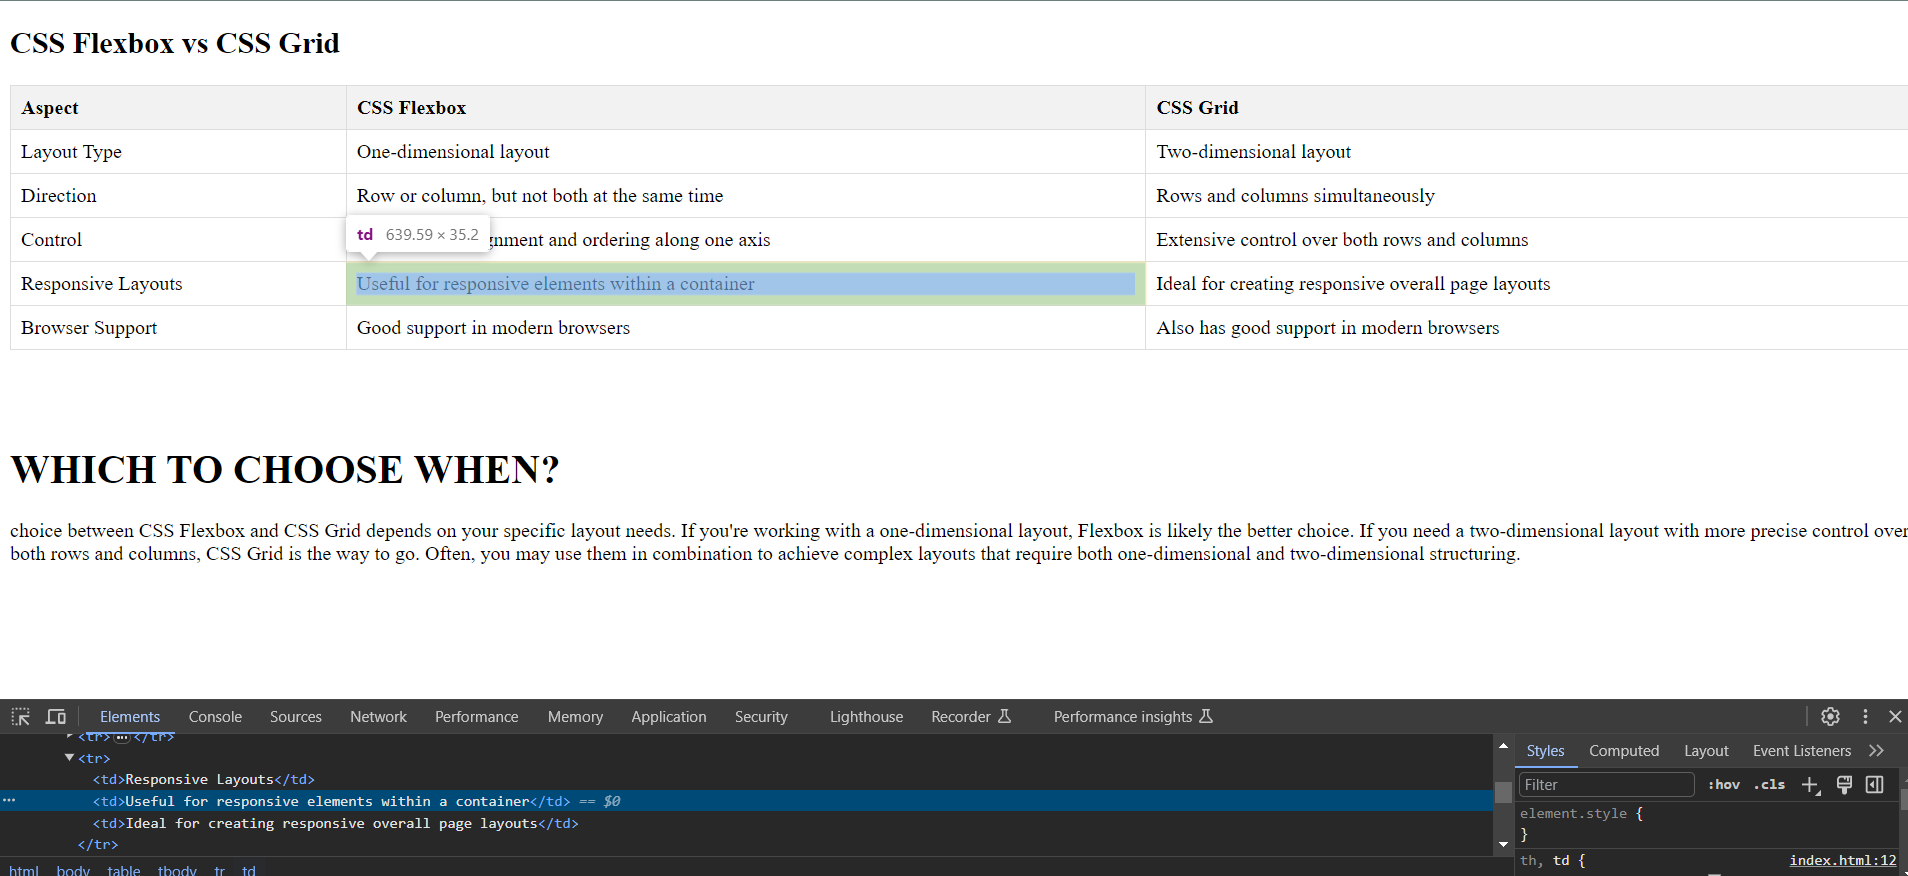 CSS Flexbox vs CSS Grid
Aspect CSS Flexbox CSS Grid
Layout Type One-dimensional layout Two-dimensional layout
Direction Row or column, but not both at the same time Rows and columns simultaneously
Control gnment and ordering along one axis Extensive control over both rows and columns
td 639.59 × 35.2
Responsive Layouts Useful for responsive elements within a container Ideal for creating responsive overall page layouts
Browser Support Good support in modern browsers Also has good support in modern browsers
WHICH TO CHOOSE WHEN?
choice between CSS Flexbox and CSS Grid depends on your specific layout needs. If you're working with a one-dimensional layout, Flexbox is likely the better choice. If you need a two-dimensional layout with more precise control over
both rows and columns, CSS Grid is the way to go. Often, you may use them in combination to achieve complex layouts that require both one-dimensional and two-dimensional structuring.
Elements Console Sources Network Performance Memory Application Security Lighthouse Recorder Performance insights
<tr> ⋯ </tr>
<tr>
<td>Responsive Layouts</td>
<td>Useful for responsive elements within a container</td> == $0
<td>Ideal for creating responsive overall page layouts</td>
</tr>
html body table tbody tr td
Styles Computed Layout Event Listeners
Filter :hov .cls
element.style {
}
th, td { index.html:12